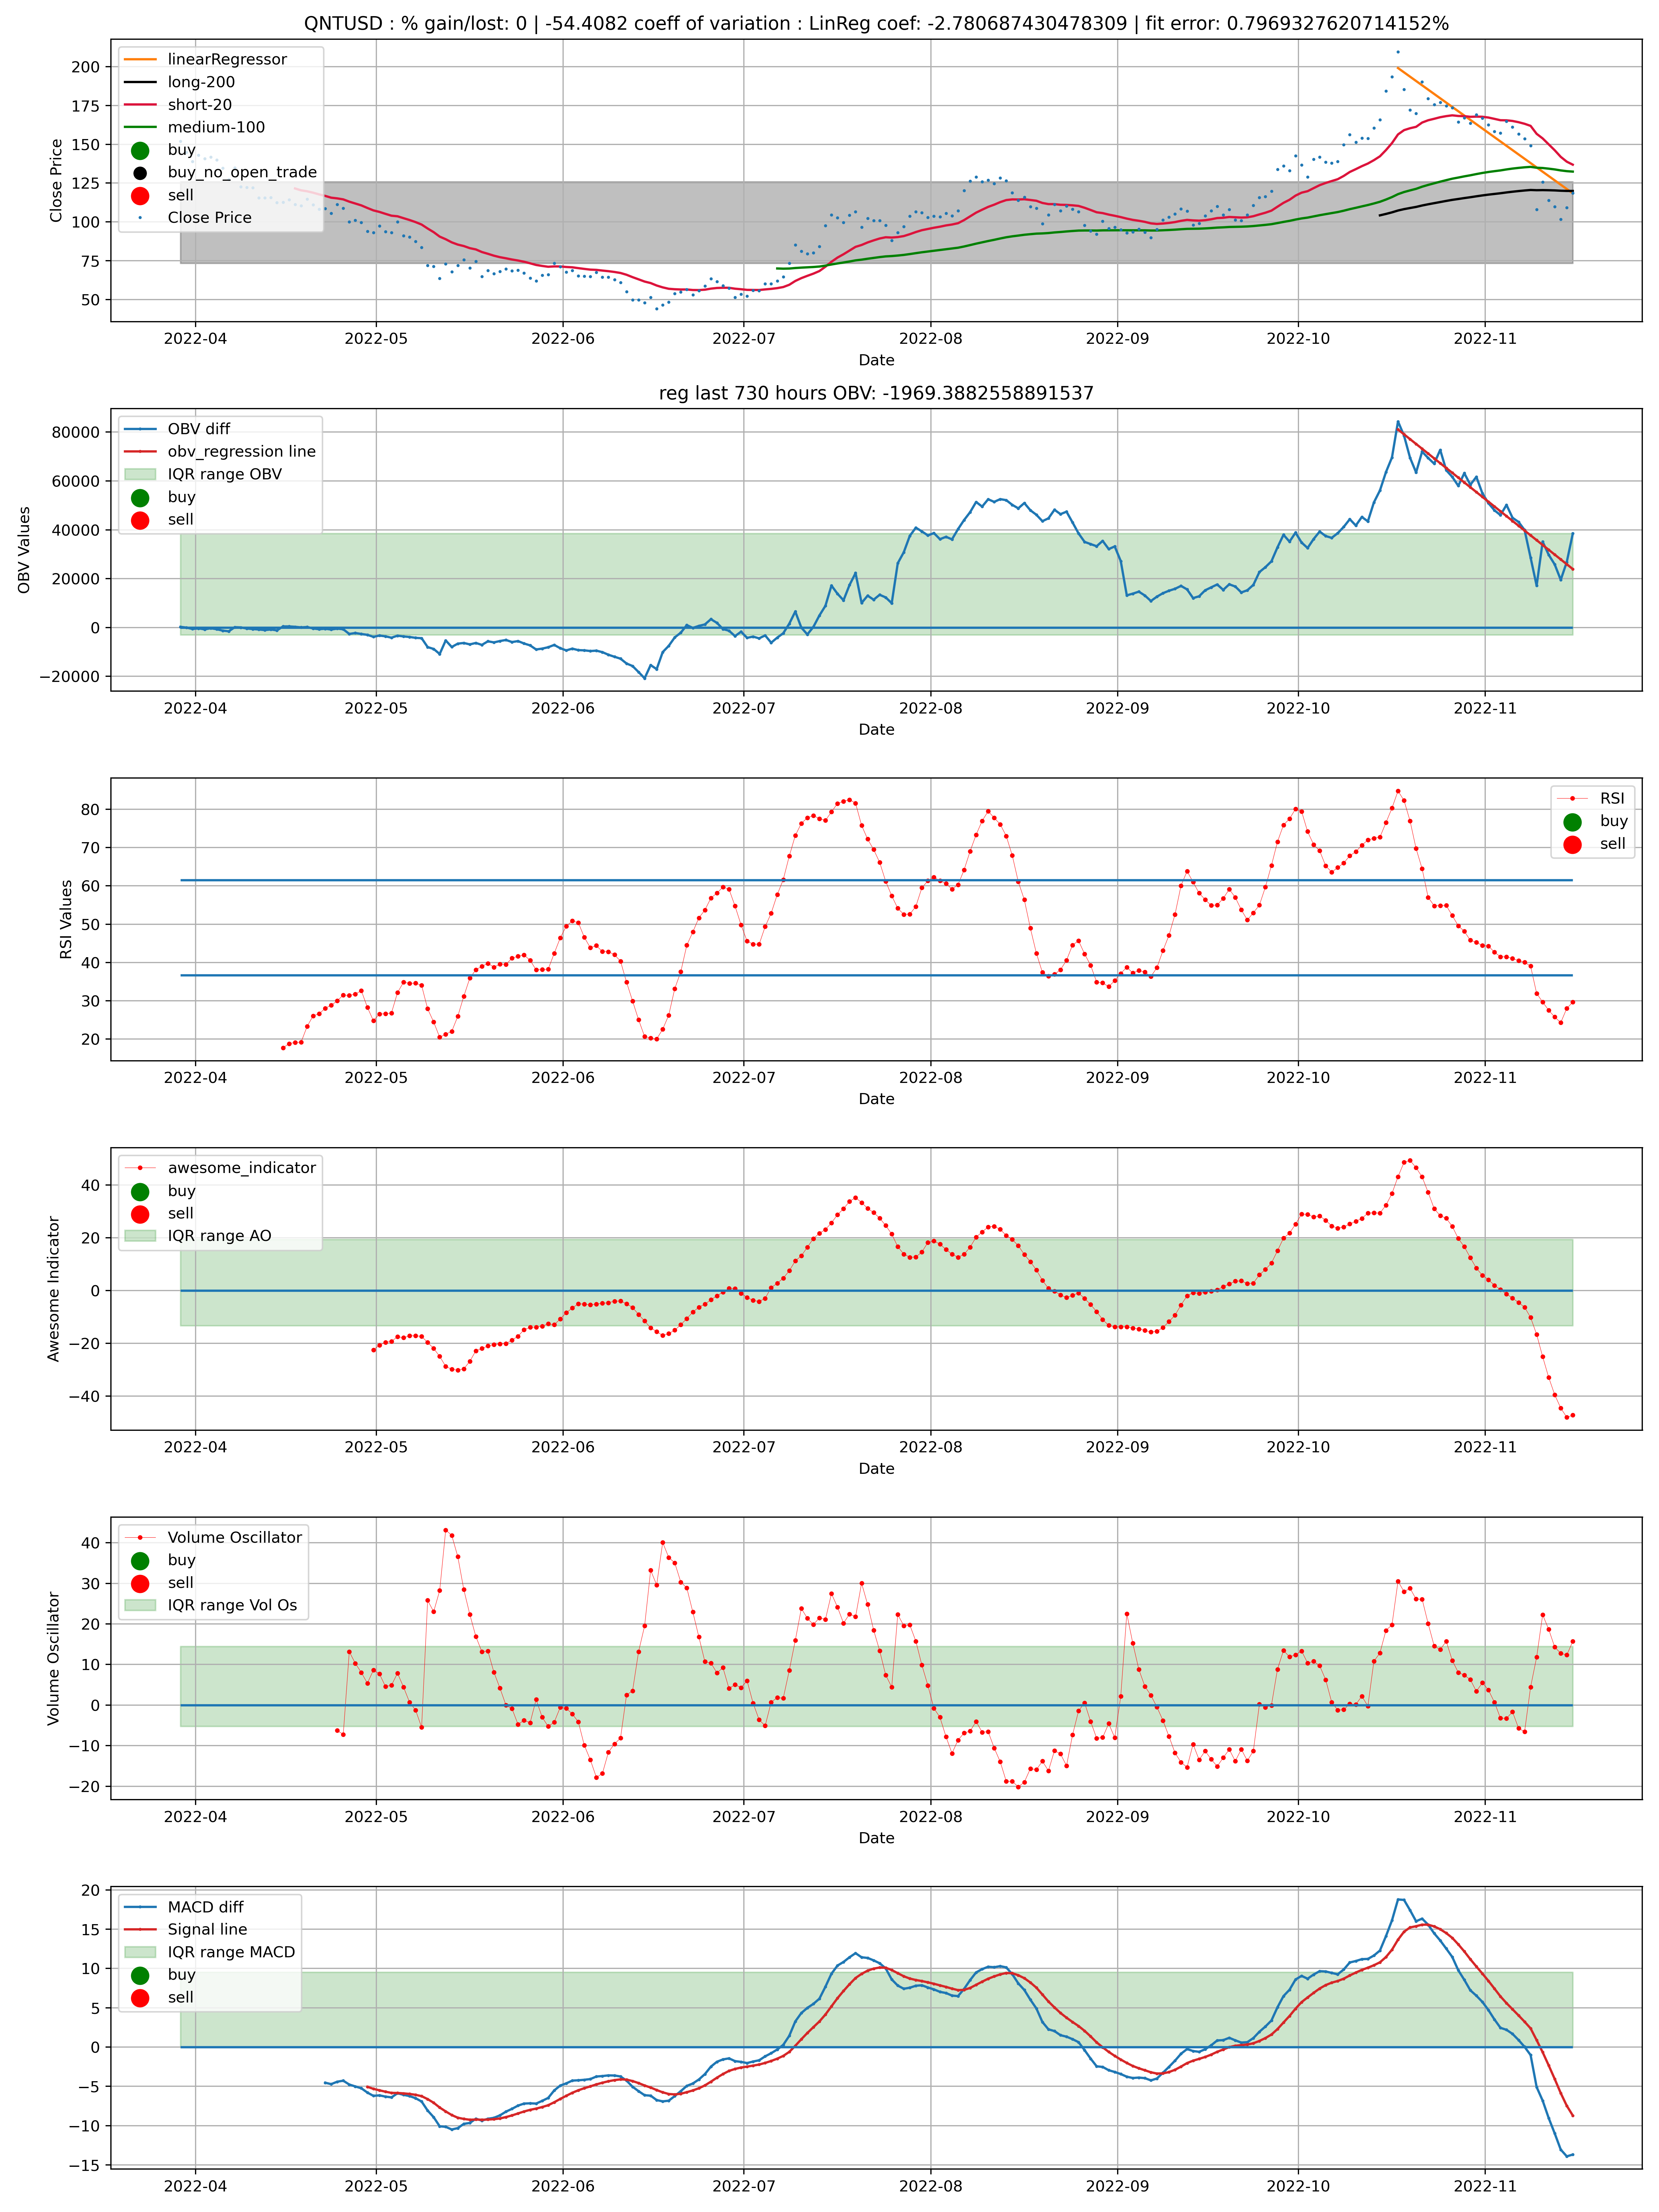 QNTUSD : % gain/lost: 0 | -54.4082 coeff of variation : LinReg coef: -2.780687430478309 | fit error: 0.7969327620714152%
linearRegressor
long-200
short-20
medium-100
buy
buy_no_open_trade
sell
Close Price
Close Price
200
175
150
125
100
75
50
2022-04 2022-05 2022-06 2022-07 2022-08 2022-09 2022-10 2022-11
Date
reg last 730 hours OBV: -1969.3882558891537
OBV diff
obv_regression line
IQR range OBV
buy
sell
OBV Values
80000
60000
40000
20000
0
−20000
2022-04 2022-05 2022-06 2022-07 2022-08 2022-09 2022-10 2022-11
Date
RSI
buy
sell
RSI Values
80
70
60
50
40
30
20
2022-04 2022-05 2022-06 2022-07 2022-08 2022-09 2022-10 2022-11
Date
awesome_indicator
buy
sell
IQR range AO
Awesome Indicator
40
20
0
−20
−40
2022-04 2022-05 2022-06 2022-07 2022-08 2022-09 2022-10 2022-11
Date
Volume Oscillator
buy
sell
IQR range Vol Os
Volume Oscillator
40
30
20
10
0
−10
−20
2022-04 2022-05 2022-06 2022-07 2022-08 2022-09 2022-10 2022-11
Date
MACD diff
Signal line
IQR range MACD
buy
sell
20
15
10
5
0
−5
−10
−15
2022-04 2022-05 2022-06 2022-07 2022-08 2022-09 2022-10 2022-11